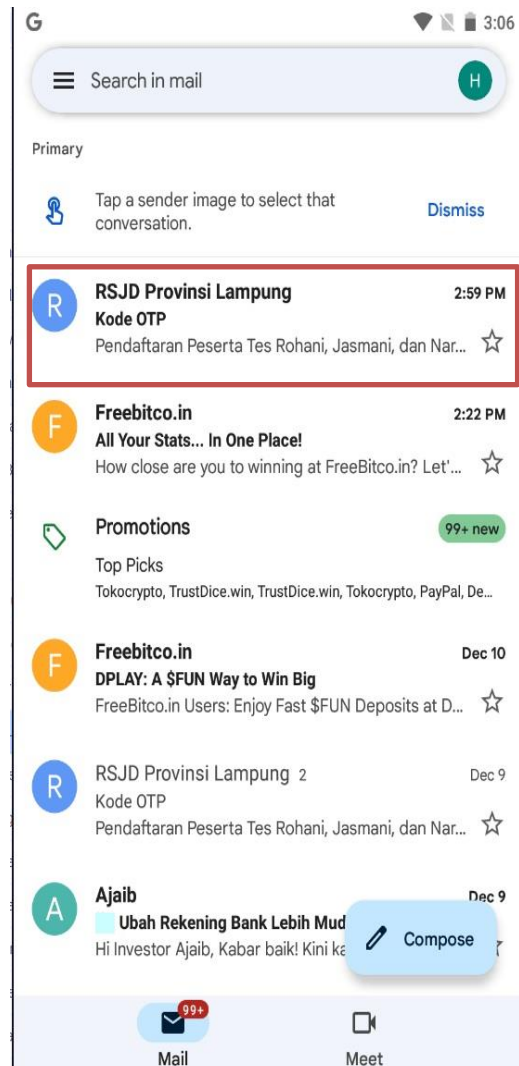 G 3:06
Search in mail H
Primary
Tap a sender image to select that
conversation.
Dismiss
R RSJD Provinsi Lampung 2:59 PM
Kode OTP
Pendaftaran Peserta Tes Rohani, Jasmani, dan Nar...
F Freebitco.in 2:22 PM
All Your Stats... In One Place!
How close are you to winning at FreeBitco.in? Let'...
Promotions 99+ new
Top Picks
Tokocrypto, TrustDice.win, TrustDice.win, Tokocrypto, PayPal, De...
F Freebitco.in Dec 10
DPLAY: A $FUN Way to Win Big
FreeBitco.in Users: Enjoy Fast $FUN Deposits at D...
R RSJD Provinsi Lampung 2 Dec 9
Kode OTP
Pendaftaran Peserta Tes Rohani, Jasmani, dan Nar...
A Ajaib Dec 9
Ubah Rekening Bank Lebih Mud
Hi Investor Ajaib, Kabar baik! Kini ka
Compose
99+
Mail Meet